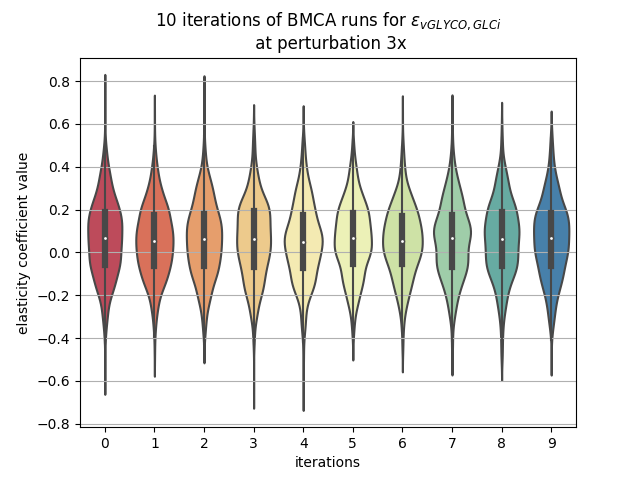 10 iterations of BMCA runs for ε_{vGLYCO,GLCi}
at perturbation 3x
elasticity coefficient value
0.8
0.6
0.4
0.2
0.0
−0.2
−0.4
−0.6
−0.8
0 1 2 3 4 5 6 7 8 9
iterations